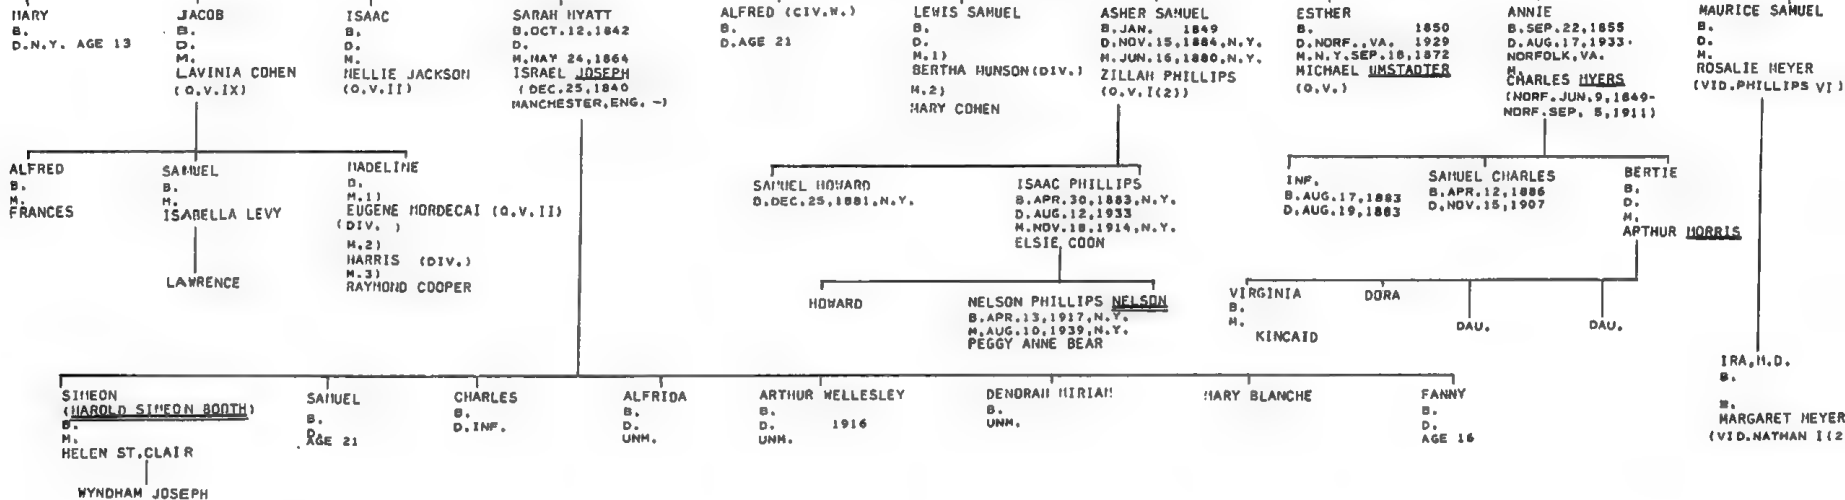 MARY
B.
D.N.Y. AGE 13
JACOB
B.
D.
M.
LAVINIA COHEN
(Q.V.IX)
ISAAC
B.
D.
M.
NELLIE JACKSON
(Q.V.II)
SARAH HYATT
B.OCT.12,1842
D.
M.MAY 24,1864
ISRAEL JOSEPH
(DEC.25,1840
MANCHESTER,ENG. -)
ALFRED (CIV.W.)
B.
D.AGE 21
LEWIS SAMUEL
B.
D.
M.1)
BERTHA MUNSON(DIV.)
M.2)
MARY COHEN
ASHER SAMUEL
B.JAN. 1849
D.NOV.15,1884,N.Y.
M.JUN.16,1880,N.Y.
ZILLAH PHILLIPS
(Q.V.I(2))
ESTHER
B. 1850
D.NORF.,VA. 1929
M.N.Y.SEP.18,1872
MICHAEL UMSTADTER
(Q.V.)
ANNIE
B.SEP.22,1855
D.AUG.17,1933.
NORFOLK,VA.
M.
CHARLES MYERS
(NORF.JUN.9,1849-
NORF.SEP. 5,1911)
MAURICE SAMUEL
B.
D.
M.
ROSALIE MEYER
(VID.PHILLIPS VI)
ALFRED
B.
M.
FRANCES
SAMUEL
B.
M.
ISABELLA LEVY
MADELINE
D.
M.1)
EUGENE MORDECAI (Q.V.II)
(DIV. )
M.2)
HARRIS (DIV.)
M.3)
RAYMOND COOPER
SAMUEL HOWARD
D.DEC.25,1881,N.Y.
ISAAC PHILLIPS
B.APR.30,1883,N.Y.
D.AUG.12,1933
M.NOV.18,1914,N.Y.
ELSIE COON
INF.
B.AUG.17,1883
D.AUG.19,1883
SAMUEL CHARLES
B.APR.12,1886
D.NOV.15,1907
BERTIE
B.
D.
M.
ARTHUR MORRIS
LAWRENCE
HOWARD
NELSON PHILLIPS NELSON
B.APR.13,1917,N.Y.
M.AUG.10,1939,N.Y.
PEGGY ANNE BEAR
VIRGINIA
B.
M.
KINCAID
DORA
DAU.
DAU.
SIMEON
(HAROLD SIMEON BOOTH)
B.
M.
HELEN ST.CLAIR
SAMUEL
B.
D.
AGE 21
CHARLES
B.
D.INF.
ALFRIDA
B.
D.
UNM.
ARTHUR WELLESLEY
B.
D. 1916
UNM.
DENORAH MIRIAM
B.
UNM.
MARY BLANCHE
FANNY
B.
D.
AGE 16
IRA,M.D.
B.
M.
MARGARET MEYER
(VID.NATHAN I(2
WYNDHAM JOSEPH